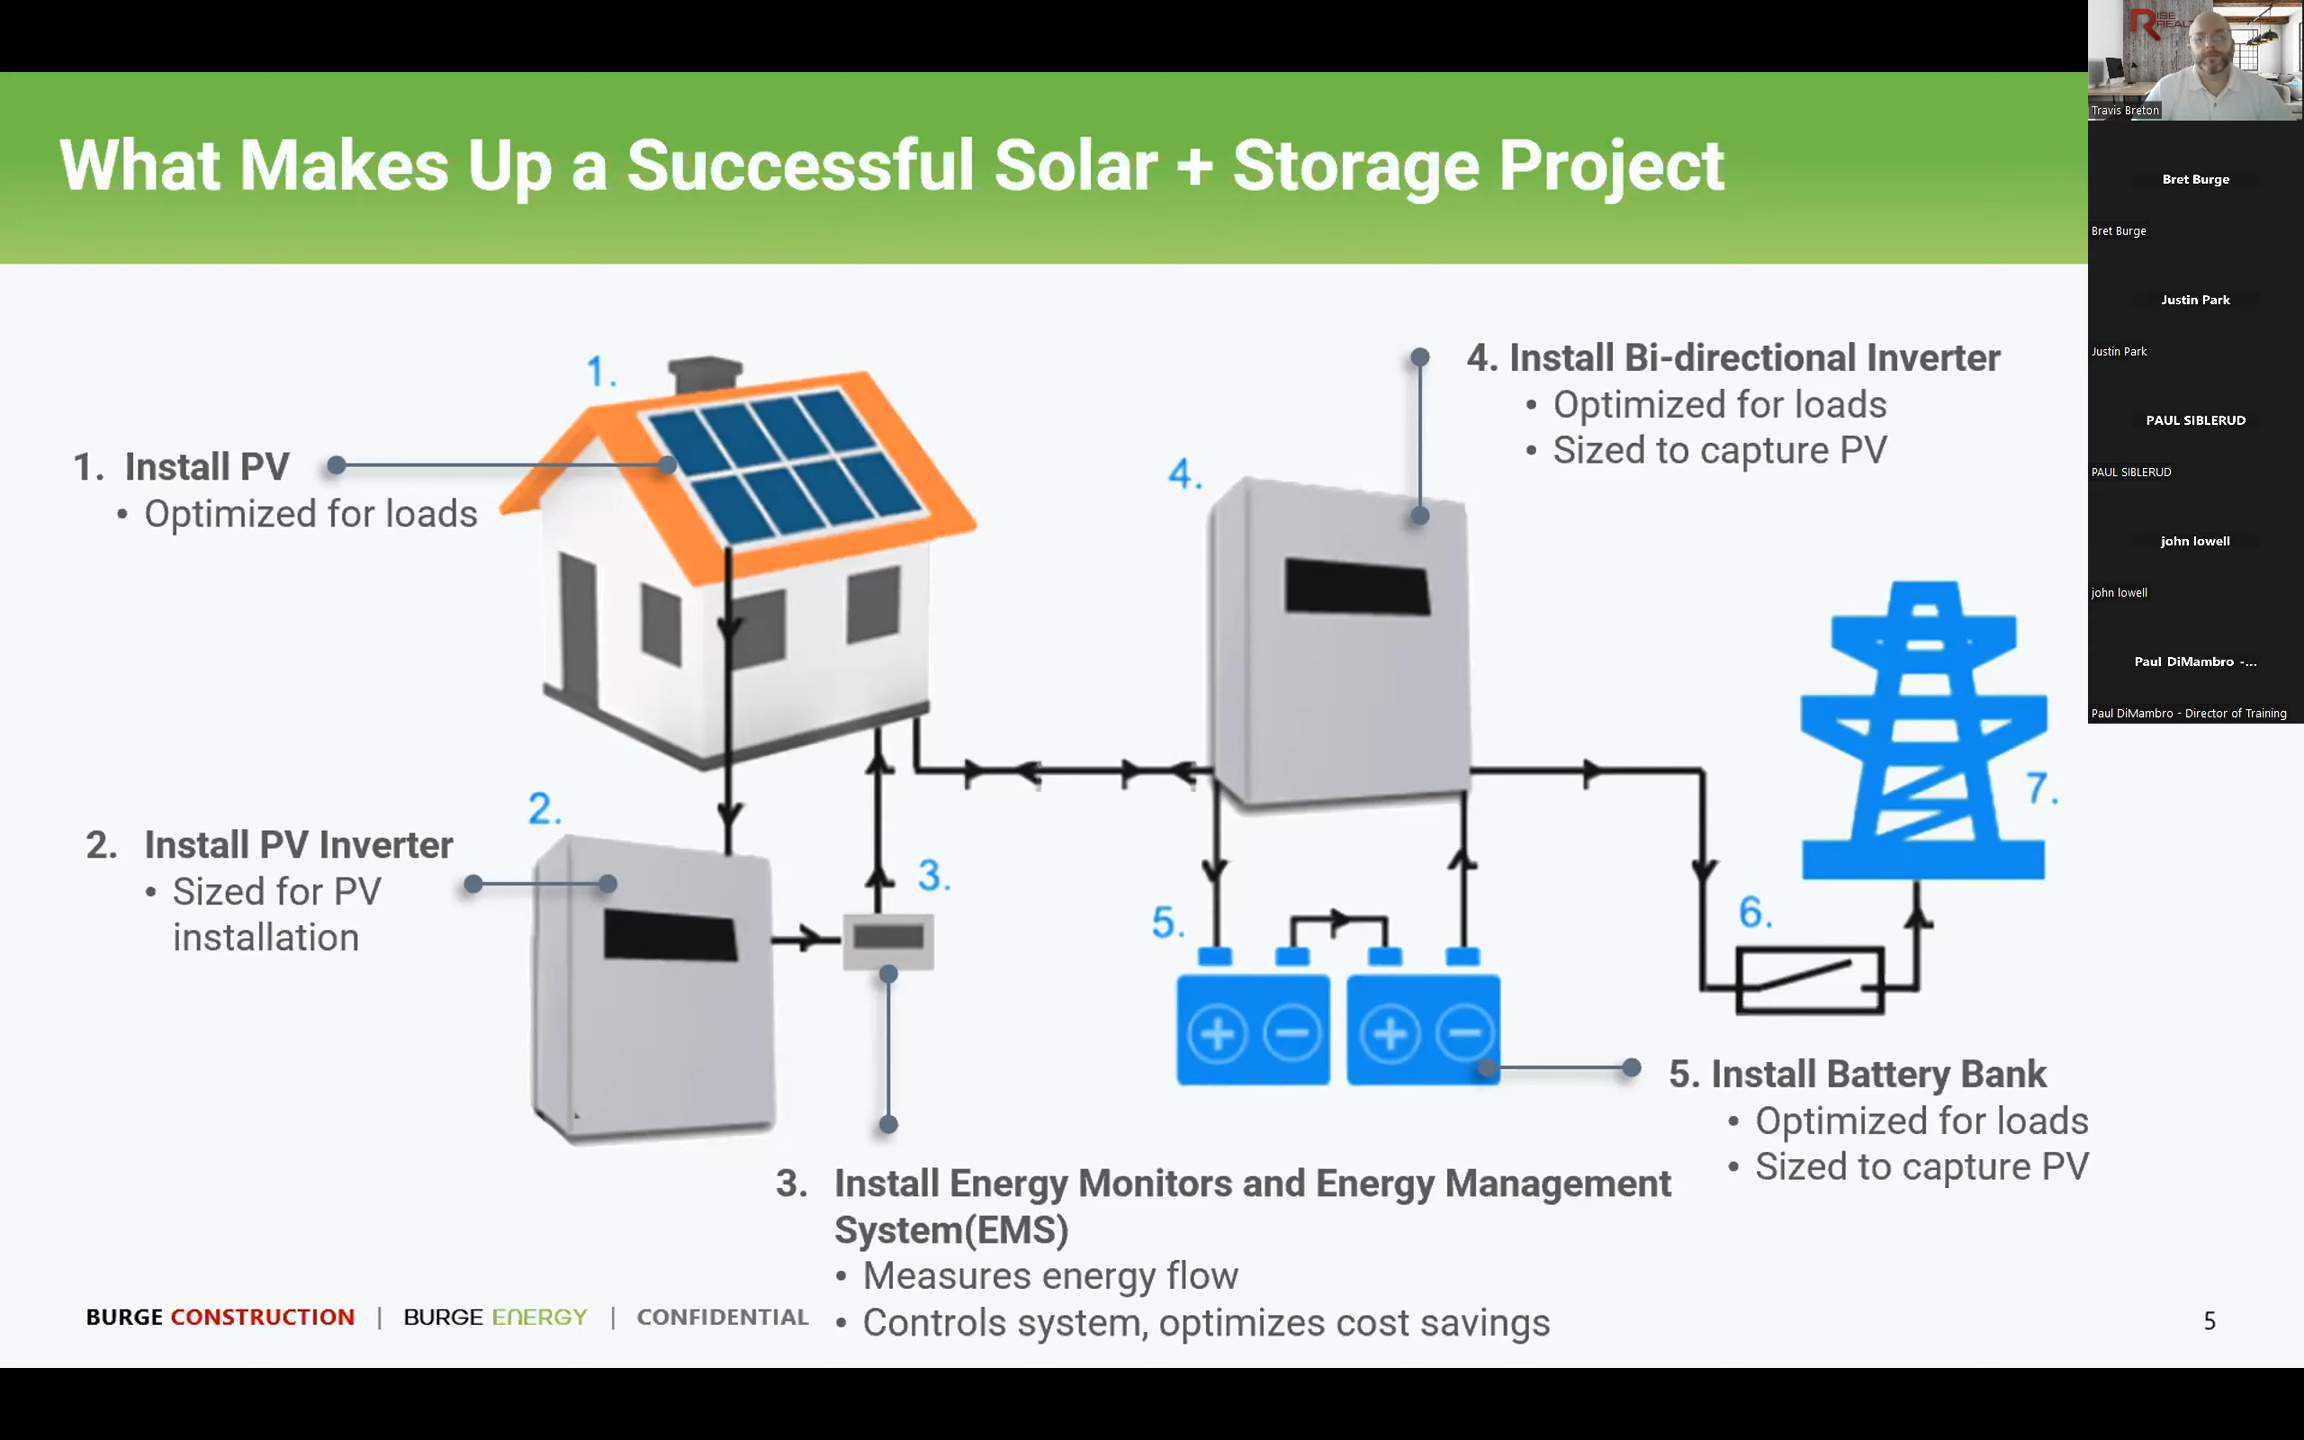 What Makes Up a Successful Solar + Storage Project
1.
1. Install PV
• Optimized for loads
4. Install Bi-directional Inverter
• Optimized for loads
• Sized to capture PV
4.
2.
2. Install PV Inverter
• Sized for PV
installation
3.
5.
6.
7.
5. Install Battery Bank
• Optimized for loads
• Sized to capture PV
3. Install Energy Monitors and Energy Management
System(EMS)
• Measures energy flow
• Controls system, optimizes cost savings
BURGE CONSTRUCTION | BURGE ENERGY | CONFIDENTIAL
5
Travis Breton
Bret Burge
Bret Burge
Justin Park
Justin Park
PAUL SIBLERUD
PAUL SIBLERUD
john lowell
john lowell
Paul DiMambro -...
Paul DiMambro - Director of Training